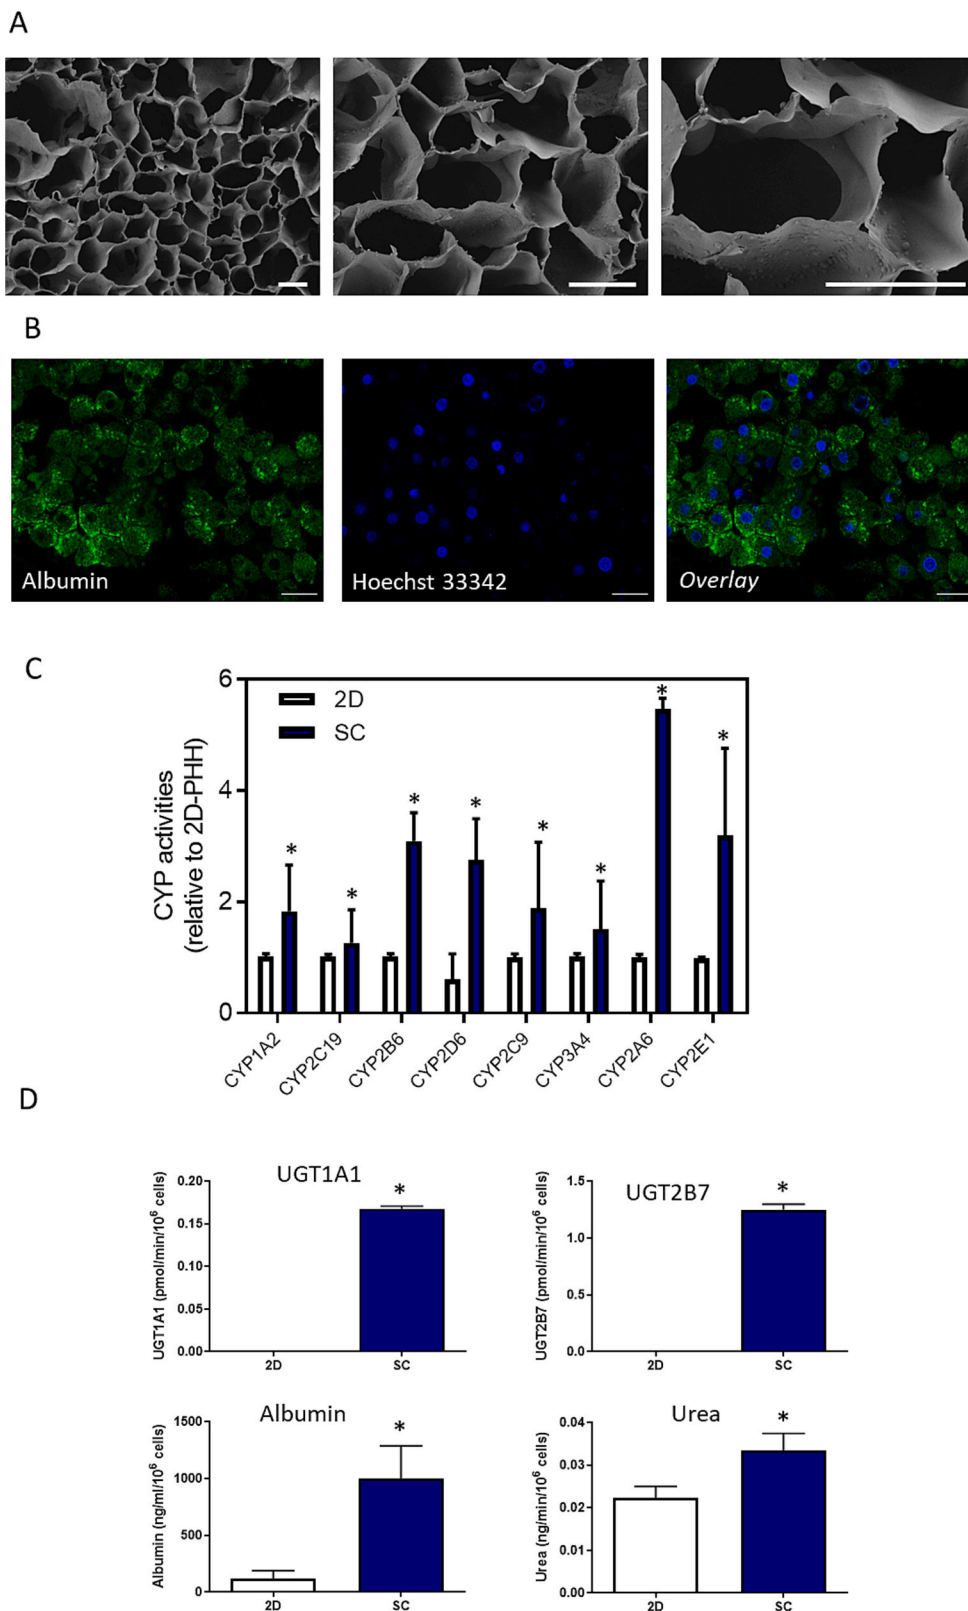 A
B
Albumin
Hoechst 33342
Overlay
C
CYP activities
(relative to 2D-PHH)
6
4
2
0
2D
SC
*
*
*
*
*
*
*
*
CYP1A2
CYP2C19
CYP2B6
CYP2D6
CYP2C9
CYP3A4
CYP2A6
CYP2E1
D
UGT1A1
UGT1A1 (pmol/min/10⁶ cells)
0.20
0.15
0.10
0.05
0.00
*
2D
SC
UGT2B7
UGT2B7 (pmol/min/10⁶ cells)
1.5
1.0
0.5
0.0
*
2D
SC
Albumin
Albumin (ng/ml/10⁶ cells)
1500
1000
500
0
*
2D
SC
Urea
Urea (ng/min/10⁶ cells)
0.04
0.03
0.02
0.01
0.00
*
2D
SC